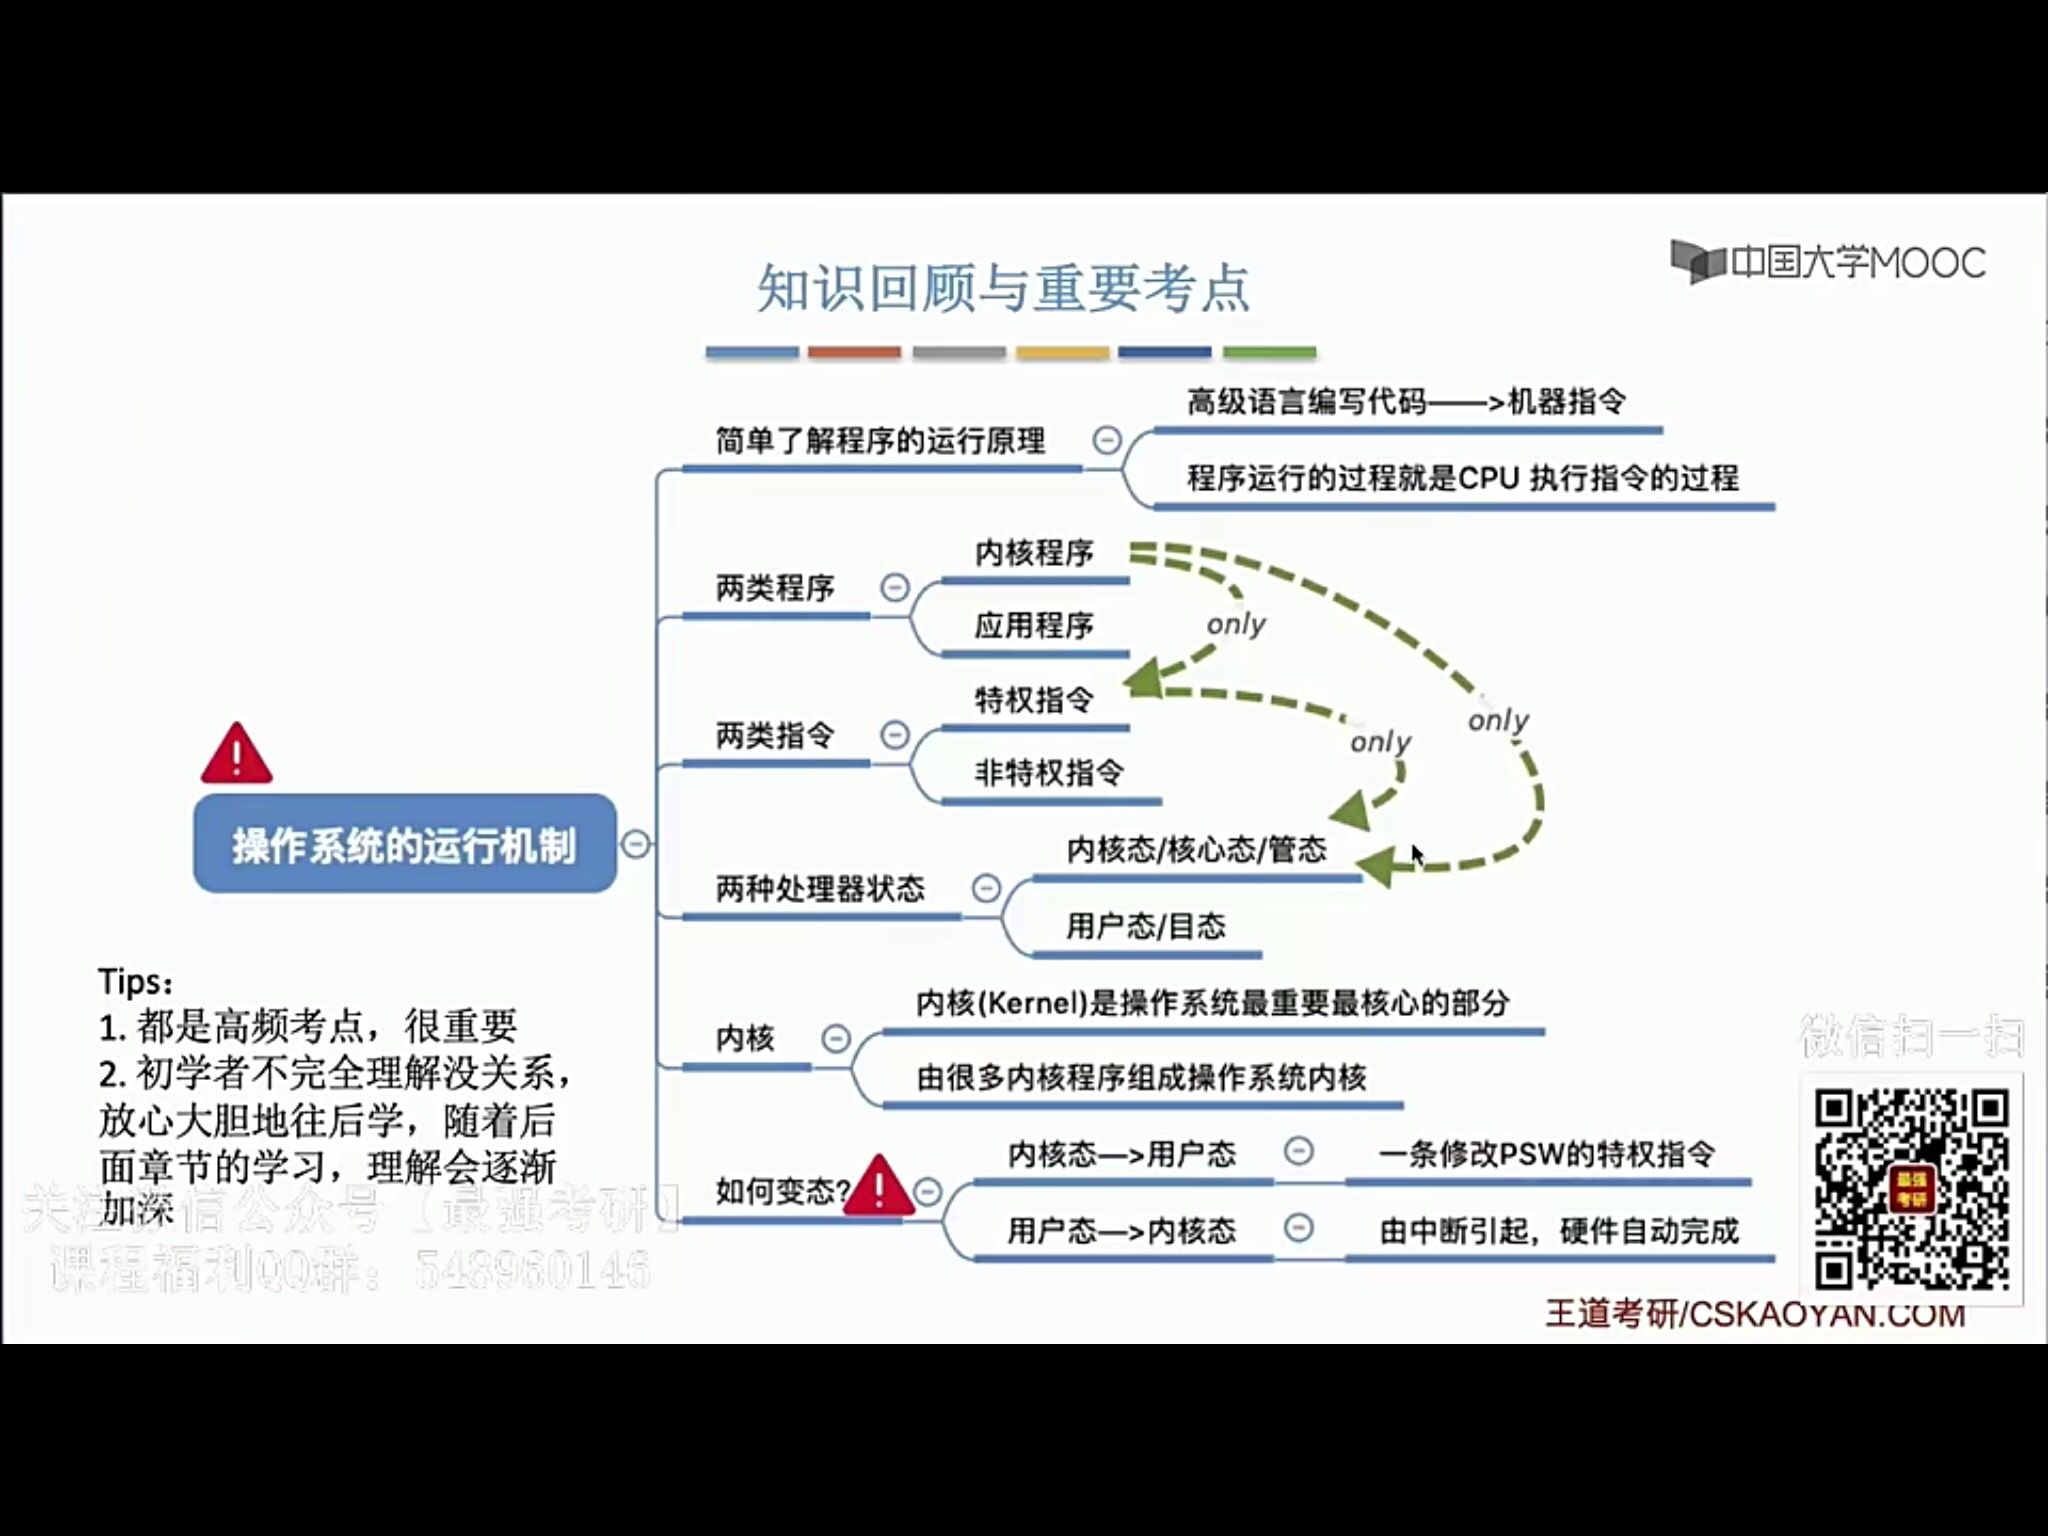 中国大学MOOC
知识回顾与重要考点
高级语言编写代码——>机器指令
简单了解程序的运行原理
程序运行的过程就是CPU 执行指令的过程
内核程序
两类程序
应用程序
only
特权指令
两类指令
only
only
非特权指令
操作系统的运行机制
内核态/核心态/管态
两种处理器状态
用户态/目态
Tips：
1. 都是高频考点，很重要
2. 初学者不完全理解没关系，
放心大胆地往后学，随着后
面章节的学习，理解会逐渐
加深
内核(Kernel)是操作系统最重要最核心的部分
内核
由很多内核程序组成操作系统内核
内核态—>用户态
一条修改PSW的特权指令
如何变态?
用户态—>内核态
由中断引起，硬件自动完成
微信扫一扫
最强
考研
关注微信公众号【最强考研】
课程福利QQ群：548960146
王道考研/CSKAOYAN.COM